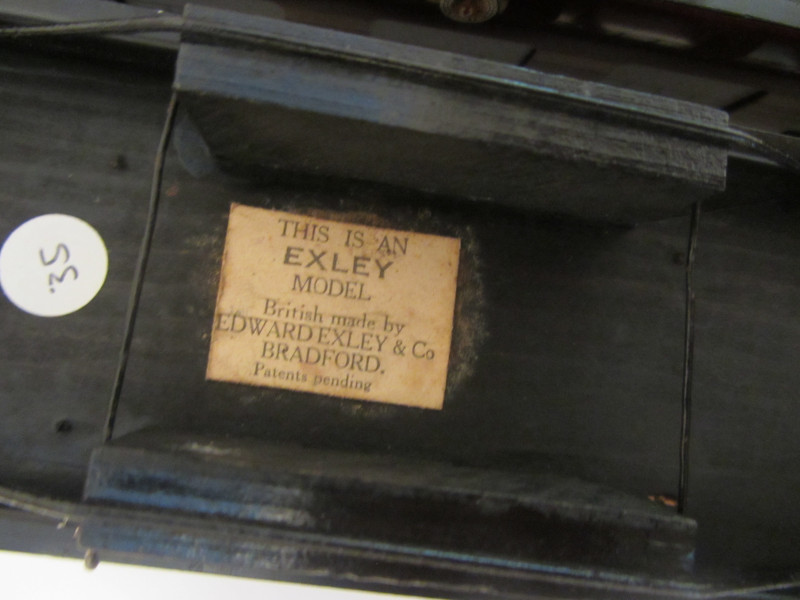 THIS IS AN
EXLEY
MODEL
British made by
EDWARD EXLEY & Co
BRADFORD.
Patents pending
35